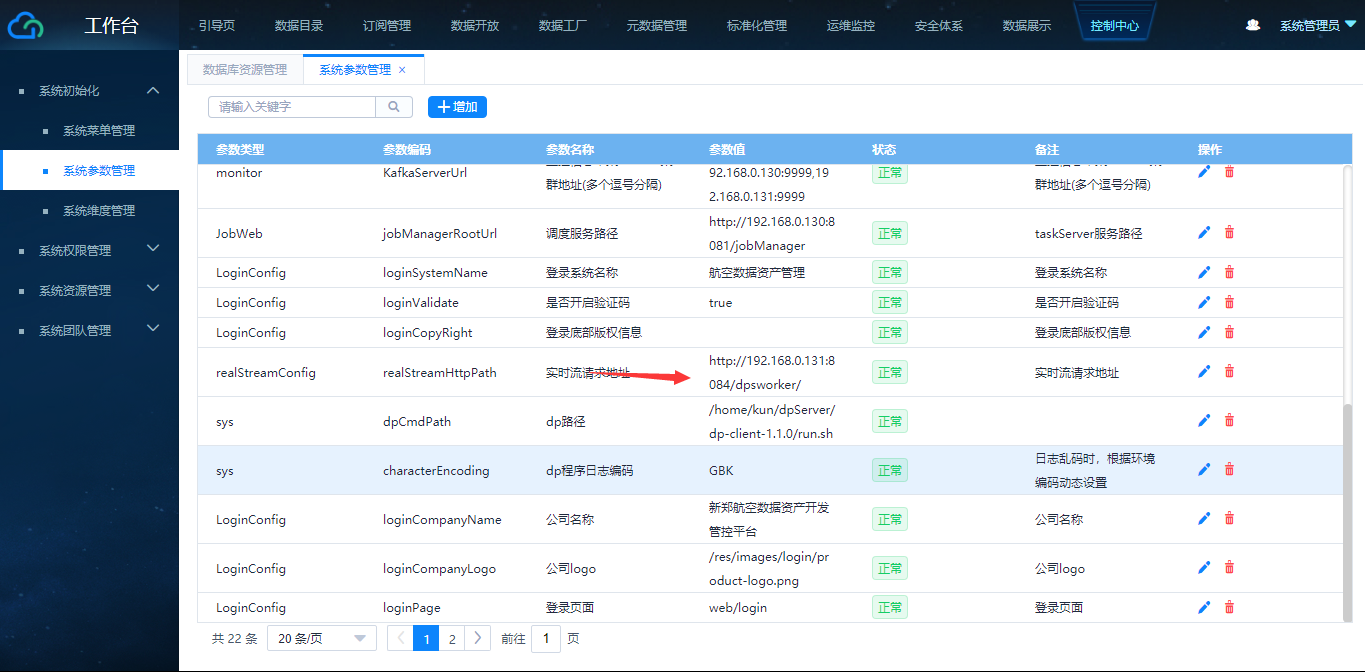 工作台
引导页 数据目录 订阅管理 数据开放 数据工厂 元数据管理 标准化管理 运维监控 安全体系 数据展示 控制中心 系统管理员
系统初始化
系统菜单管理
系统参数管理
系统维度管理
系统权限管理
系统资源管理
系统团队管理
数据库资源管理 系统参数管理 ×
请输入关键字 增加
参数类型 参数编码 参数名称 参数值 状态 备注 操作
monitor KafkaServerUrl 群地址(多个逗号分隔) 92.168.0.130:9999,19 正常 群地址(多个逗号分隔)
2.168.0.131:9999
JobWeb jobManagerRootUrl 调度服务路径 http://192.168.0.130:8 正常 taskServer服务路径
081/jobManager
LoginConfig loginSystemName 登录系统名称 航空数据资产管理 正常 登录系统名称
LoginConfig loginValidate 是否开启验证码 true 正常 是否开启验证码
LoginConfig loginCopyRight 登录底部版权信息 正常 登录底部版权信息
realStreamConfig realStreamHttpPath 实时流请求地址 http://192.168.0.131:8 正常 实时流请求地址
084/dpsworker/
sys dpCmdPath dp路径 /home/kun/dpServer/ 正常
dp-client-1.1.0/run.sh
sys characterEncoding dp程序日志编码 GBK 正常 日志乱码时，根据环境
编码动态设置
LoginConfig loginCompanyName 公司名称 新郑航空数据资产开发 正常 公司名称
管控平台
LoginConfig loginCompanyLogo 公司logo /res/images/login/pr 正常 公司logo
oduct-logo.png
LoginConfig loginPage 登录页面 web/login 正常 登录页面
共 22 条 20 条/页 1 2 前往 1 页